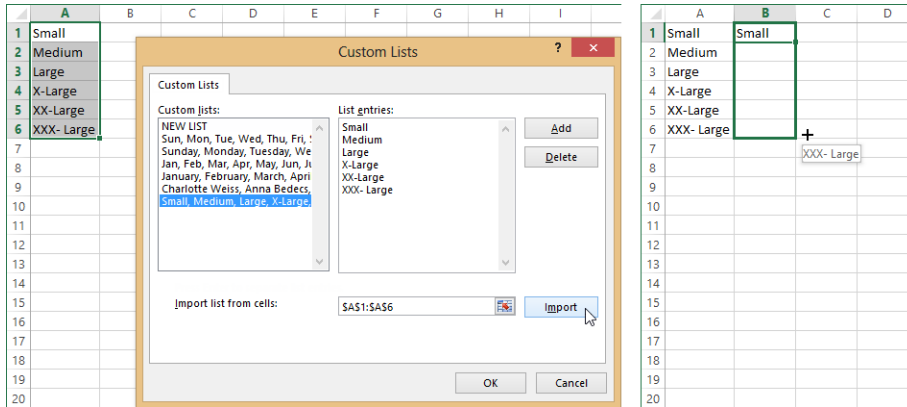 A B C D E F G H I
1 Small
2 Medium
3 Large
4 X-Large
5 XX-Large
6 XXX- Large
7
8
9
10
11
12
13
14
15
16
17
18
19
20
Custom Lists ? ×
Custom Lists
Custom lists:
NEW LIST
Sun, Mon, Tue, Wed, Thu, Fri, S
Sunday, Monday, Tuesday, We
Jan, Feb, Mar, Apr, May, Jun, Ju
January, February, March, Apri
Charlotte Weiss, Anna Bedecs,
Small, Medium, Large, X-Large,
List entries:
Small
Medium
Large
X-Large
XX-Large
XXX- Large
Add
Delete
Import list from cells:
$A$1:$A$6
Import
OK
Cancel
A B C D
1 Small Small
2 Medium
3 Large
4 X-Large
5 XX-Large
6 XXX- Large
XXX- Large
7
8
9
10
11
12
13
14
15
16
17
18
19
20